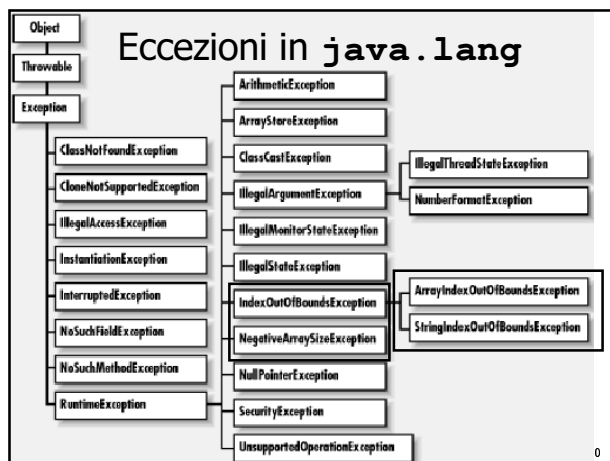 Eccezioni in java.lang
Object
Throwable
Exception
ClassNotFoundException
CloneNotSupportedException
IllegalAccessException
InstantiationException
InterruptedException
NoSuchFieldException
NoSuchMethodException
RuntimeException
ArithmeticException
ArrayStoreException
ClassCastException
IllegalArgumentException
IllegalMonitorStateException
IllegalStateException
IndexOutOfBoundsException
NegativeArraySizeException
NullPointerException
SecurityException
UnsupportedOperationException
IllegalThreadStateException
NumberFormatException
ArrayIndexOutOfBoundsException
StringIndexOutOfBoundsException
0